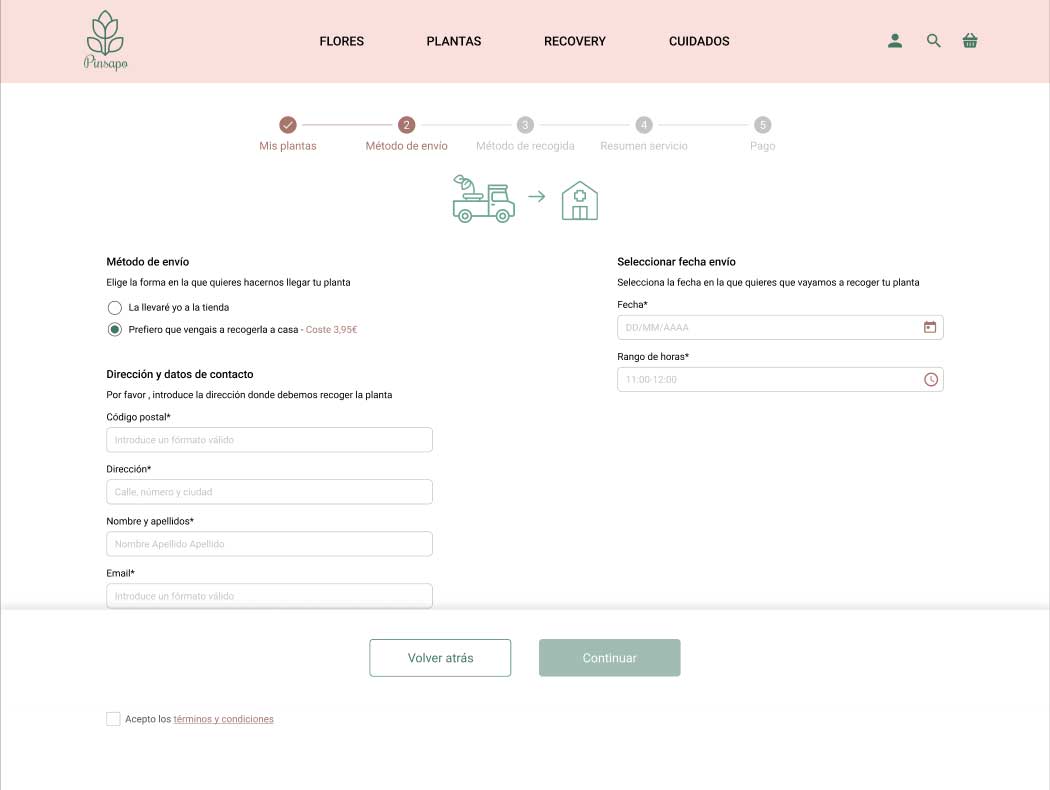 Pinsapo
FLORES
PLANTAS
RECOVERY
CUIDADOS
2
3
4
5
Mis plantas
Método de envío
Método de recogida
Resumen servicio
Pago
Método de envío
Elige la forma en la que quieres hacernos llegar tu planta
La llevaré yo a la tienda
Prefiero que vengais a recogerla a casa - Coste 3,95€
Dirección y datos de contacto
Por favor , introduce la dirección donde debemos recoger la planta
Código postal*
Introduce un fórmato válido
Dirección*
Calle, número y ciudad
Nombre y apellidos*
Nombre Apellido Apellido
Email*
Introduce un fórmato válido
Seleccionar fecha envío
Selecciona la fecha en la que quieres que vayamos a recoger tu planta
Fecha*
DD/MM/AAAA
Rango de horas*
11:00-12:00
Volver atrás
Continuar
Acepto los términos y condiciones